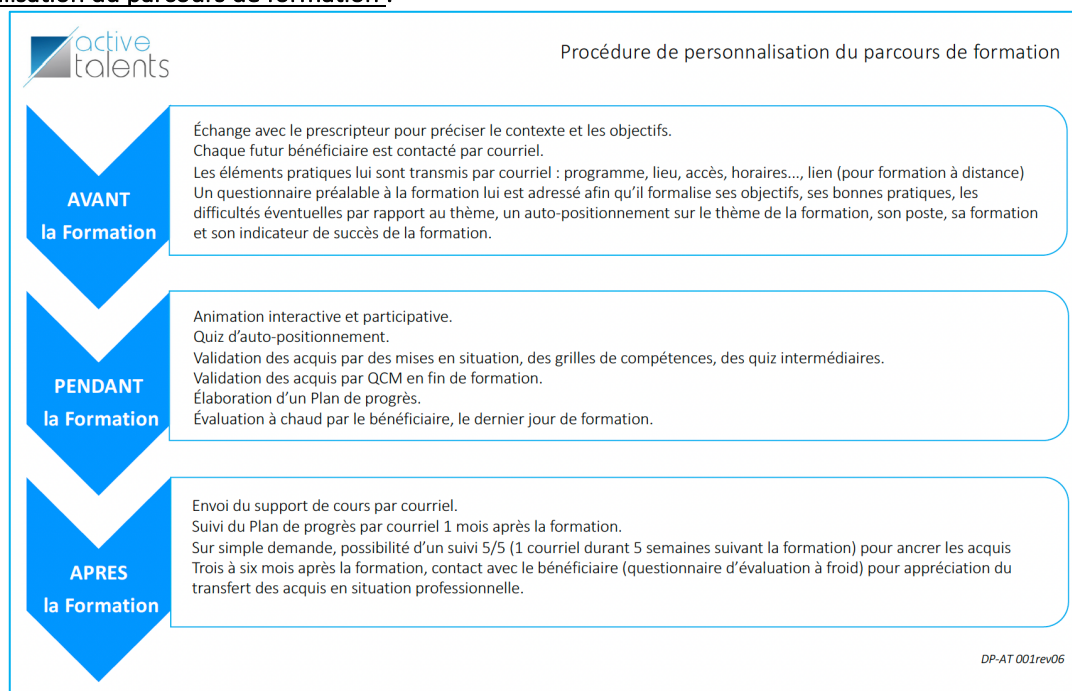 lisation du parcours de formation :
active
talents
Procédure de personnalisation du parcours de formation
AVANT
la Formation
Échange avec le prescripteur pour préciser le contexte et les objectifs.
Chaque futur bénéficiaire est contacté par courriel.
Les éléments pratiques lui sont transmis par courriel : programme, lieu, accès, horaires..., lien (pour formation à distance)
Un questionnaire préalable à la formation lui est adressé afin qu’il formalise ses objectifs, ses bonnes pratiques, les
difficultés éventuelles par rapport au thème, un auto-positionnement sur le thème de la formation, son poste, sa formation
et son indicateur de succès de la formation.
PENDANT
la Formation
Animation interactive et participative.
Quiz d’auto-positionnement.
Validation des acquis par des mises en situation, des grilles de compétences, des quiz intermédiaires.
Validation des acquis par QCM en fin de formation.
Élaboration d’un Plan de progrès.
Évaluation à chaud par le bénéficiaire, le dernier jour de formation.
APRES
la Formation
Envoi du support de cours par courriel.
Suivi du Plan de progrès par courriel 1 mois après la formation.
Sur simple demande, possibilité d’un suivi 5/5 (1 courriel durant 5 semaines suivant la formation) pour ancrer les acquis
Trois à six mois après la formation, contact avec le bénéficiaire (questionnaire d’évaluation à froid) pour appréciation du
transfert des acquis en situation professionnelle.
DP-AT 001rev06